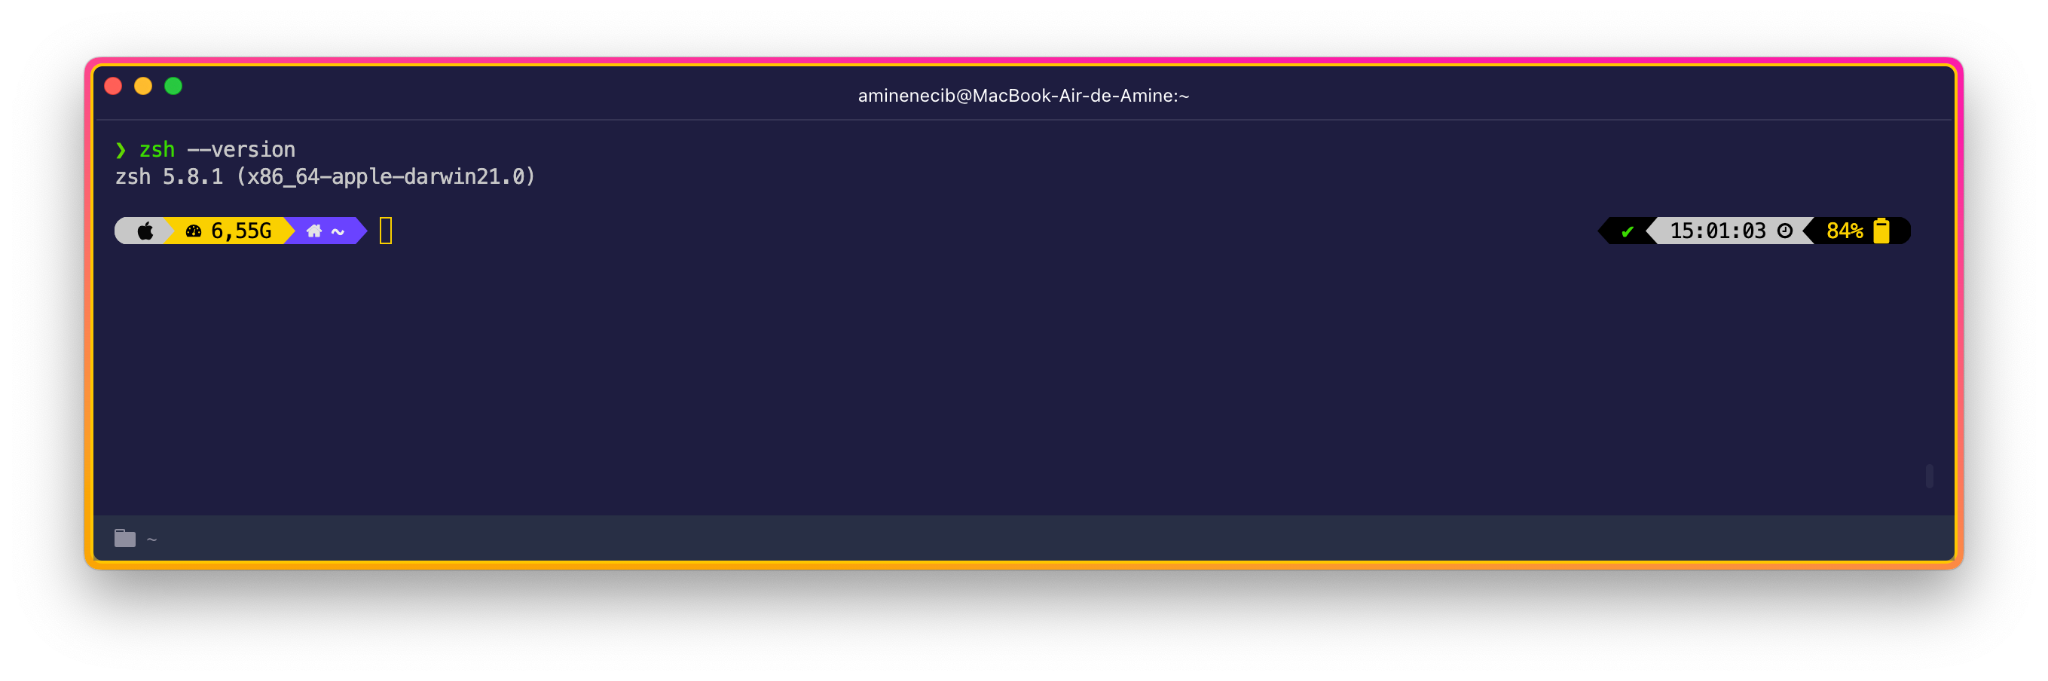 aminenecib@MacBook-Air-de-Amine:~
❯ zsh --version
zsh 5.8.1 (x86_64-apple-darwin21.0)
6,55G ~ ✔ 15:01:03 84%
~